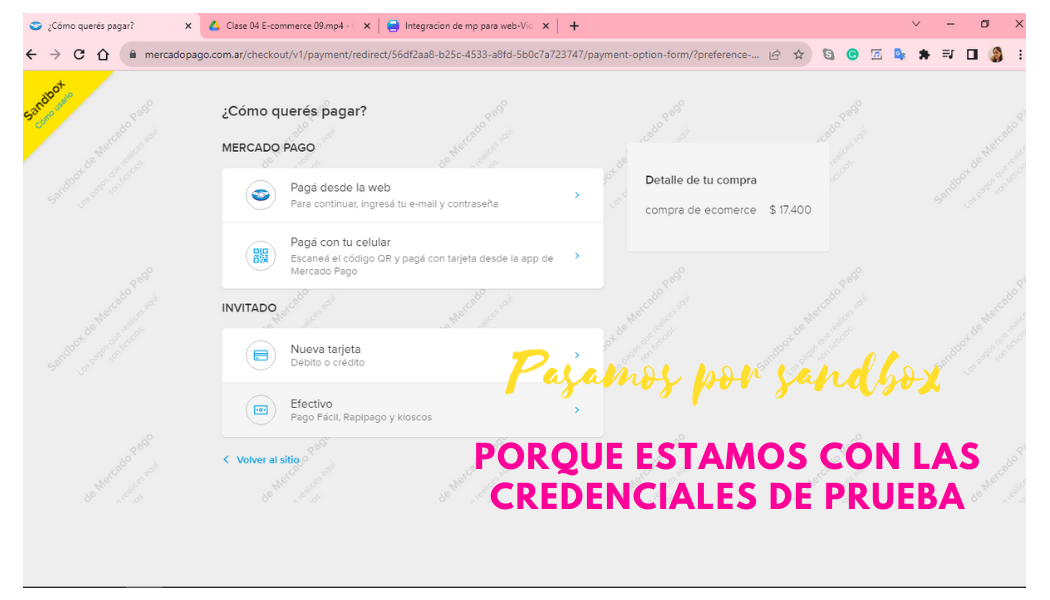 ¿Cómo querés pagar?
Clase 04 E-commerce 09.mp4 -
Integracion de mp para web-Vic
mercadopago.com.ar/checkout/v1/payment/redirect/56df2aa8-b25c-4533-a8fd-5b0c7a723747/payment-option-form/?preference-...
Sandbox
Cómo usarlo
¿Cómo querés pagar?
MERCADO PAGO
Pagá desde la web
Para continuar, ingresá tu e-mail y contraseña
Pagá con tu celular
Escaneá el código QR y pagá con tarjeta desde la app de
Mercado Pago
Detalle de tu compra
compra de ecomerce $ 17.400
INVITADO
Nueva tarjeta
Débito o crédito
Efectivo
Pago Fácil, Rapipago y kioscos
Volver al sitio
Pasamos por sandbox
PORQUE ESTAMOS CON LAS
CREDENCIALES DE PRUEBA
Sandbox de Mercado Pago
Los pagos que realices aquí
son ficticios.